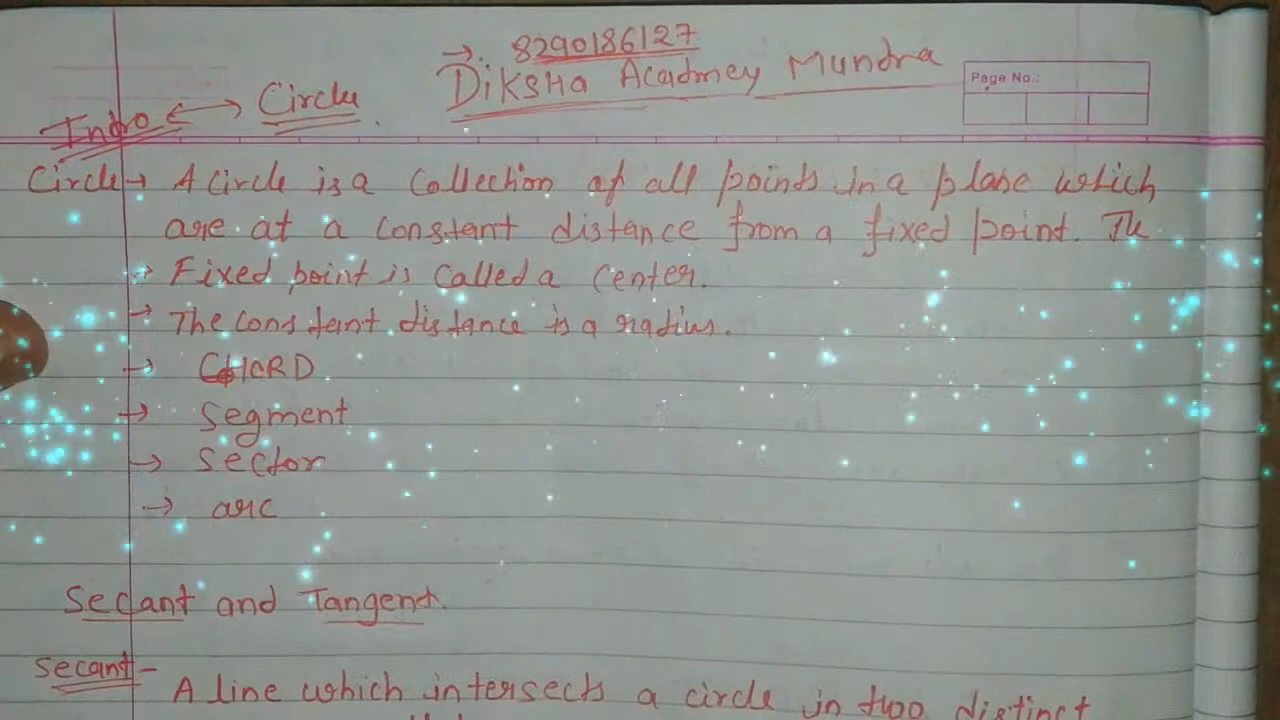 → 8290186127
Diksha Acadmey Mundra
Page No.:
Intro ↔ Circle
Circle → A Circle is a Collection of all points in a plane which
are at a constant distance from a fixed point. The
→ Fixed point is Called a Center.
→ The constant distance is a radius.
→ CHORD
→ Segment
→ Sector
→ arc
Secant and Tangent.
Secant - A line which intersects a circle in two distinct